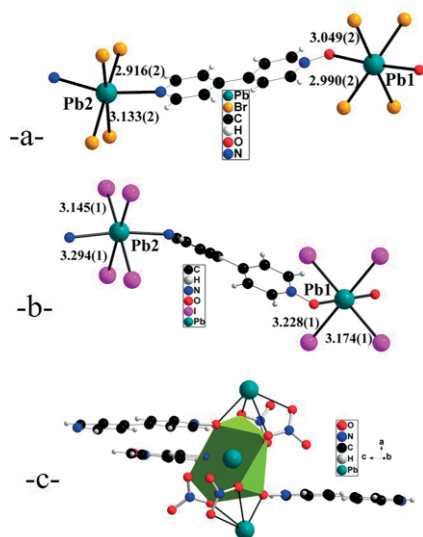 3.049(2)
2.916(2)
Pb1
Pb2
2.990(2)
3.133(2)
Pb
Br
C
H
O
N
-a-
3.145(1)
Pb2
3.294(1)
C
H
N
O
I
Pb
Pb1
-b-
3.228(1)
3.174(1)
O
N
C
H
Pb
a
c b
-c-